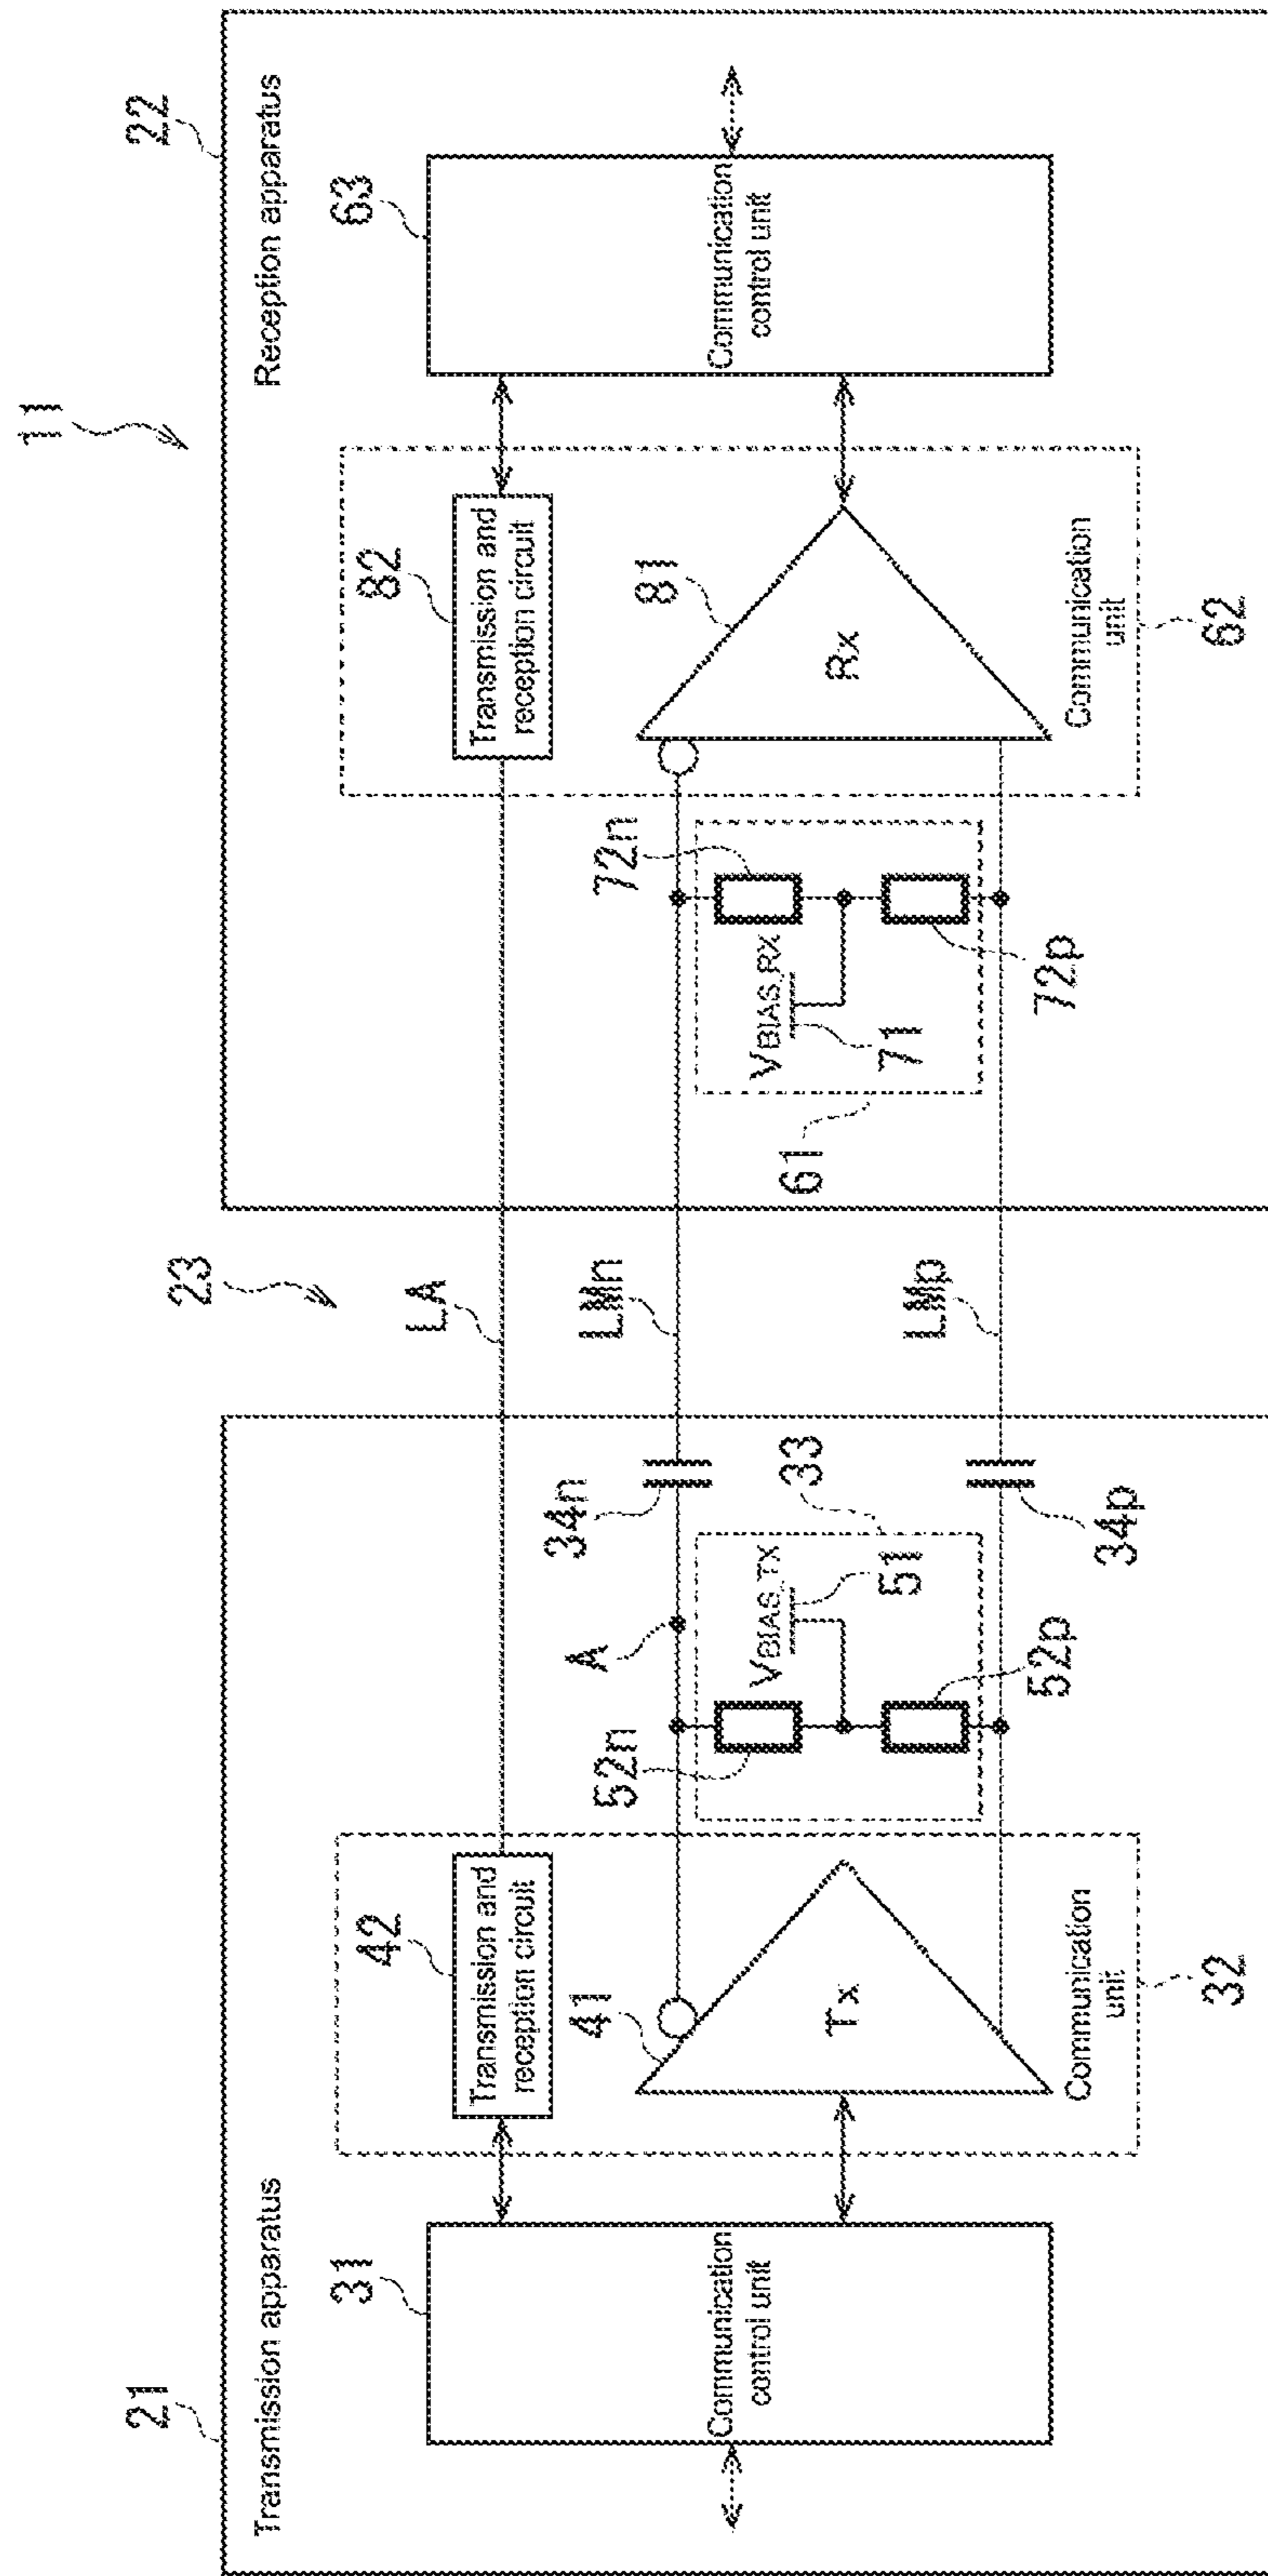 11
21
Transmission apparatus
31
Communication
control unit
42
Transmission and
reception circuit
41
Tx
Communication
unit
32
52n
A
34n
VBIAS_TX
51
33
52p
34p
23
LA
LMn
LMp
22
Reception apparatus
61
VBIAS_RX
71
72n
72p
82
Transmission and
reception circuit
81
Rx
Communication
unit
62
63
Communication
control unit